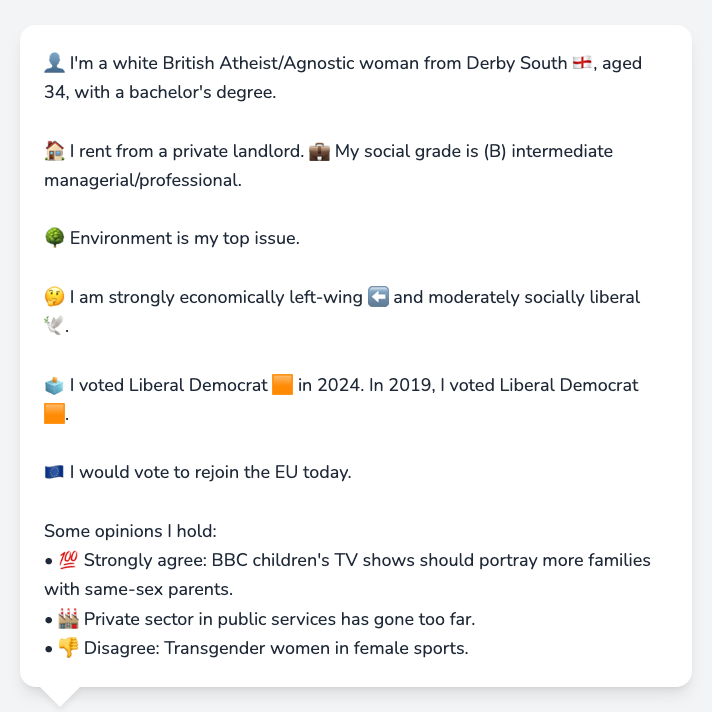 👤 I'm a white British Atheist/Agnostic woman from Derby South 🏴󠁧󠁢󠁥󠁮󠁧󠁿, aged
34, with a bachelor's degree.
🏠 I rent from a private landlord. 💼 My social grade is (B) intermediate
managerial/professional.
🌳 Environment is my top issue.
🤔 I am strongly economically left-wing ⬅️ and moderately socially liberal
🕊️.
🗳️ I voted Liberal Democrat 🟧 in 2024. In 2019, I voted Liberal Democrat
🟧.
🇪🇺 I would vote to rejoin the EU today.
Some opinions I hold:
• 💯 Strongly agree: BBC children's TV shows should portray more families
with same-sex parents.
• 🏭 Private sector in public services has gone too far.
• 👎 Disagree: Transgender women in female sports.